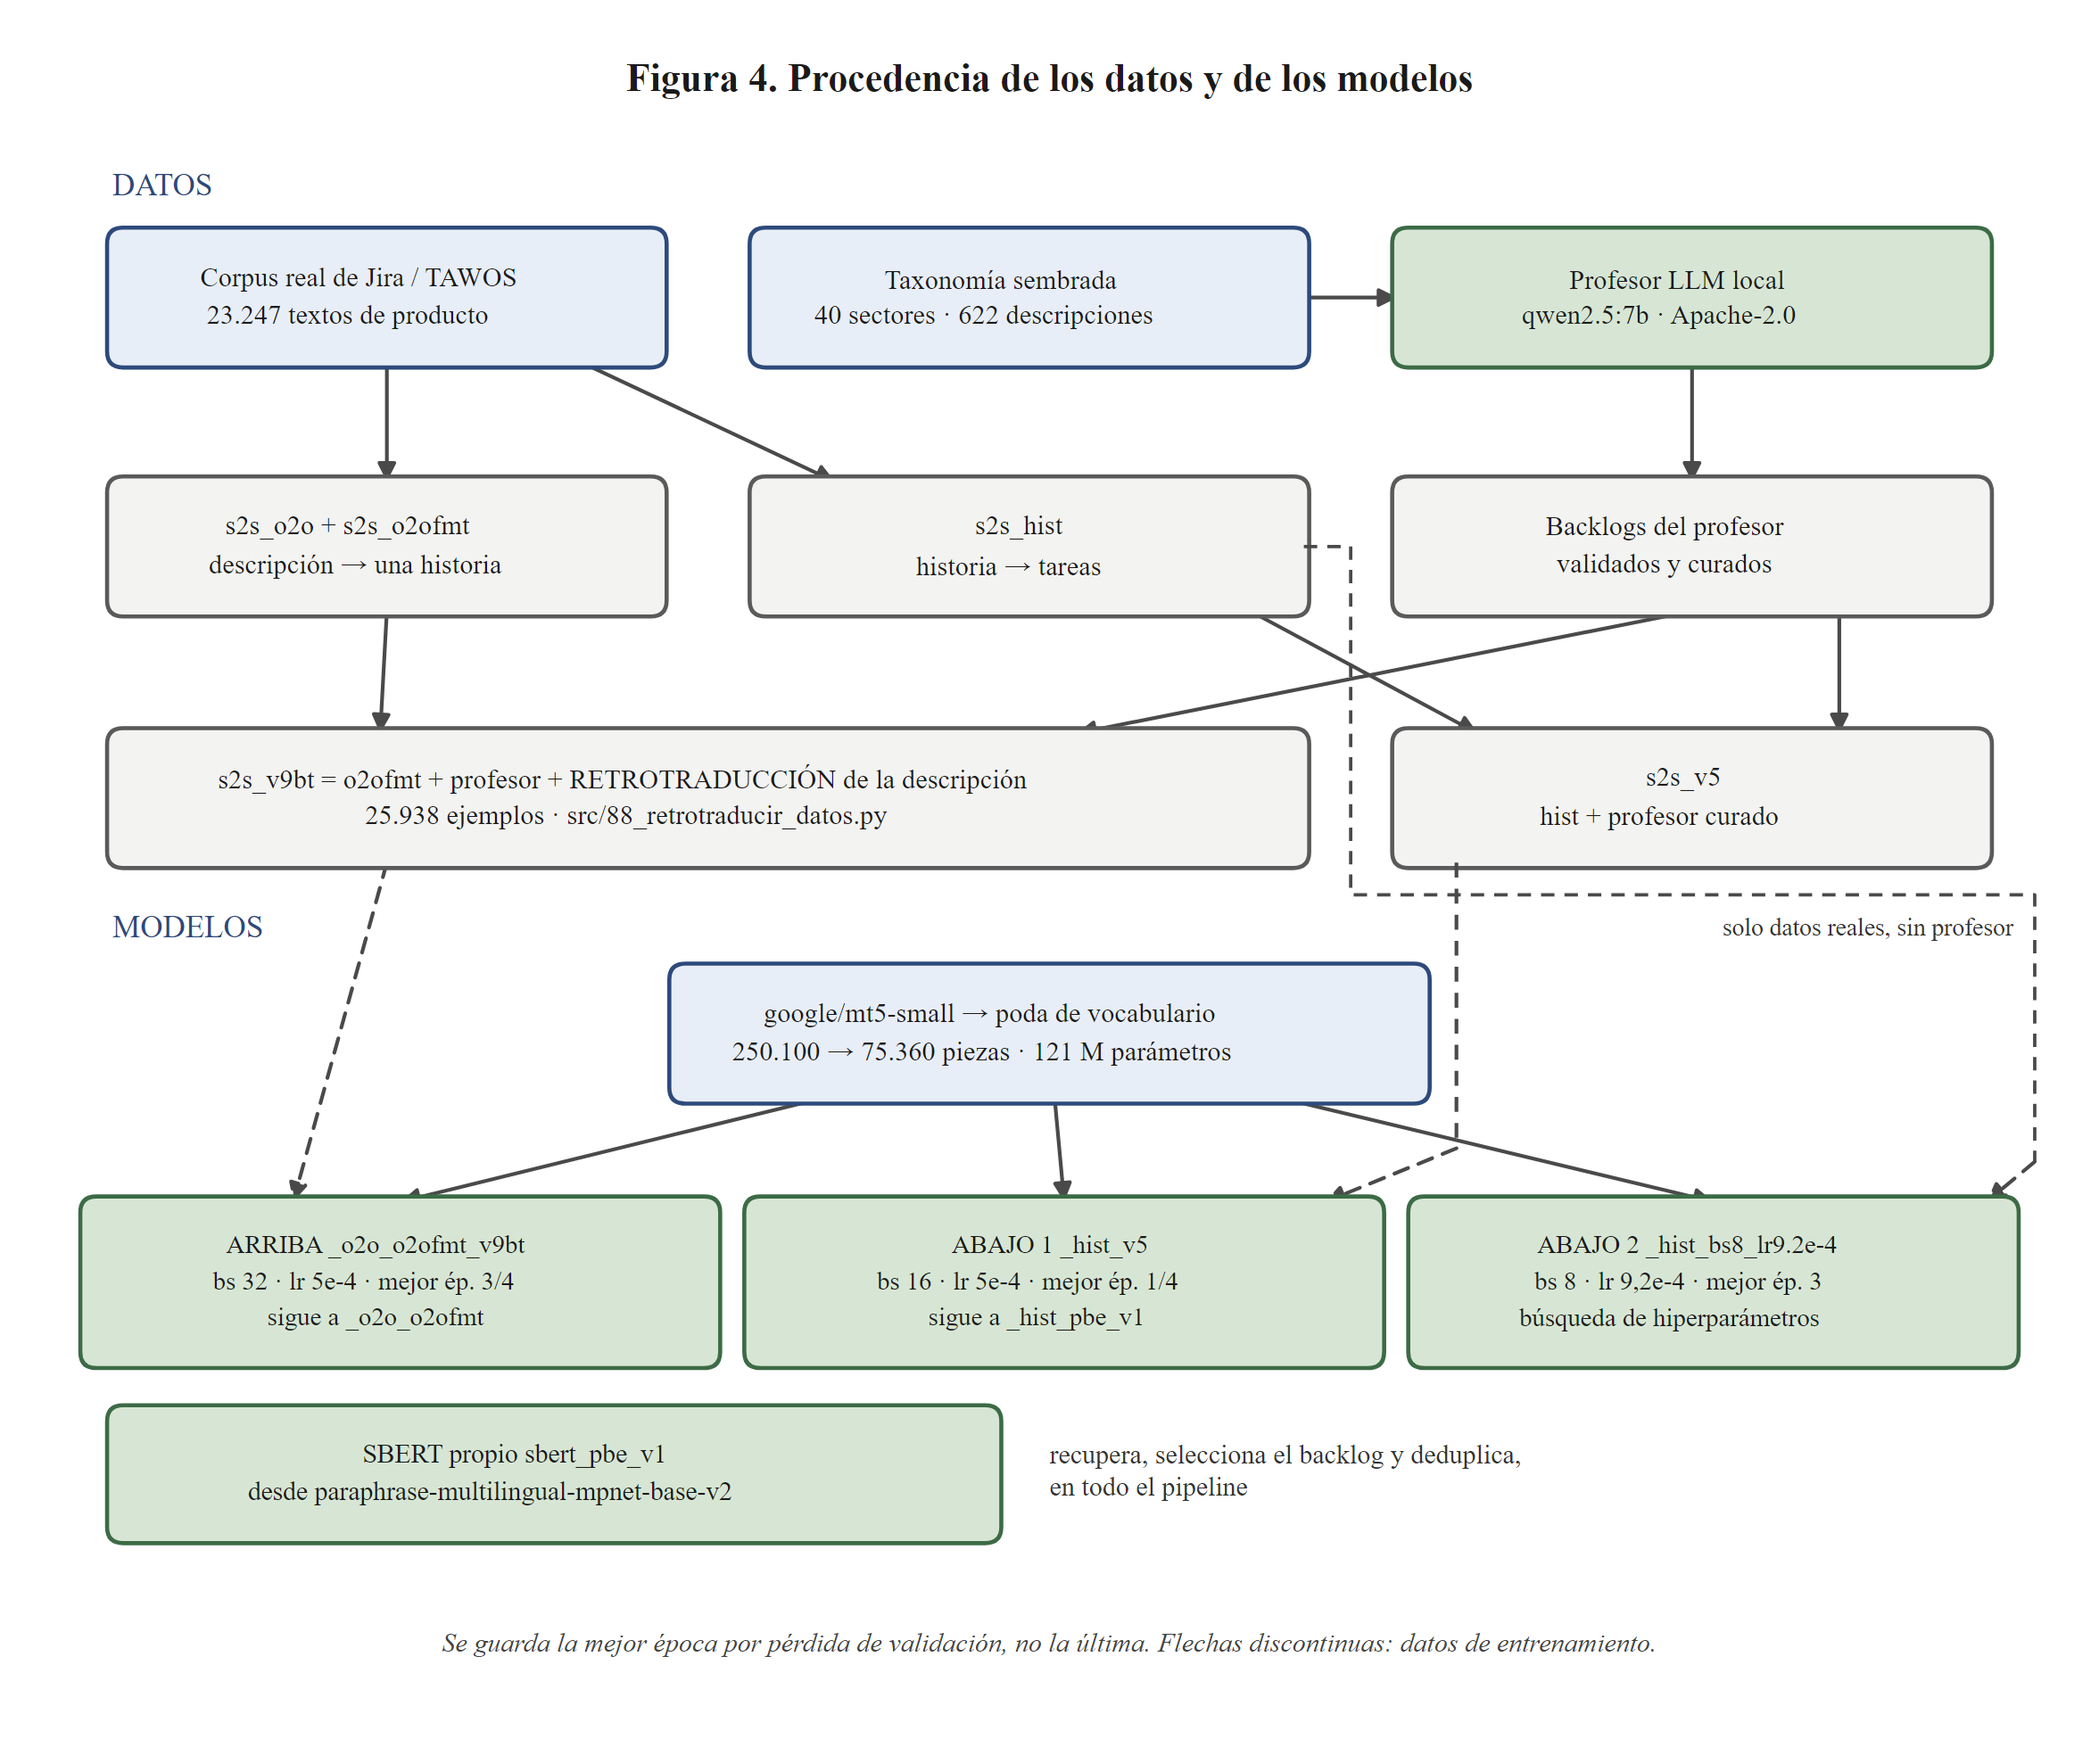 Figura 4. Procedencia de los datos y de los modelos
DATOS
Corpus real de Jira / TAWOS
23.247 textos de producto
Taxonomía sembrada
40 sectores · 622 descripciones
Profesor LLM local
qwen2.5:7b · Apache-2.0
s2s_o2o + s2s_o2ofmt
descripción → una historia
s2s_hist
historia → tareas
Backlogs del profesor
validados y curados
s2s_v9bt = o2ofmt + profesor + RETROTRADUCCIÓN de la descripción
25.938 ejemplos · src/88_retrotraducir_datos.py
s2s_v5
hist + profesor curado
MODELOS
solo datos reales, sin profesor
google/mt5-small → poda de vocabulario
250.100 → 75.360 piezas · 121 M parámetros
ARRIBA _o2o_o2ofmt_v9bt
bs 32 · lr 5e-4 · mejor ép. 3/4
sigue a _o2o_o2ofmt
ABAJO 1 _hist_v5
bs 16 · lr 5e-4 · mejor ép. 1/4
sigue a _hist_pbe_v1
ABAJO 2 _hist_bs8_lr9.2e-4
bs 8 · lr 9,2e-4 · mejor ép. 3
búsqueda de hiperparámetros
SBERT propio sbert_pbe_v1
desde paraphrase-multilingual-mpnet-base-v2
recupera, selecciona el backlog y deduplica,
en todo el pipeline
Se guarda la mejor época por pérdida de validación, no la última. Flechas discontinuas: datos de entrenamiento.